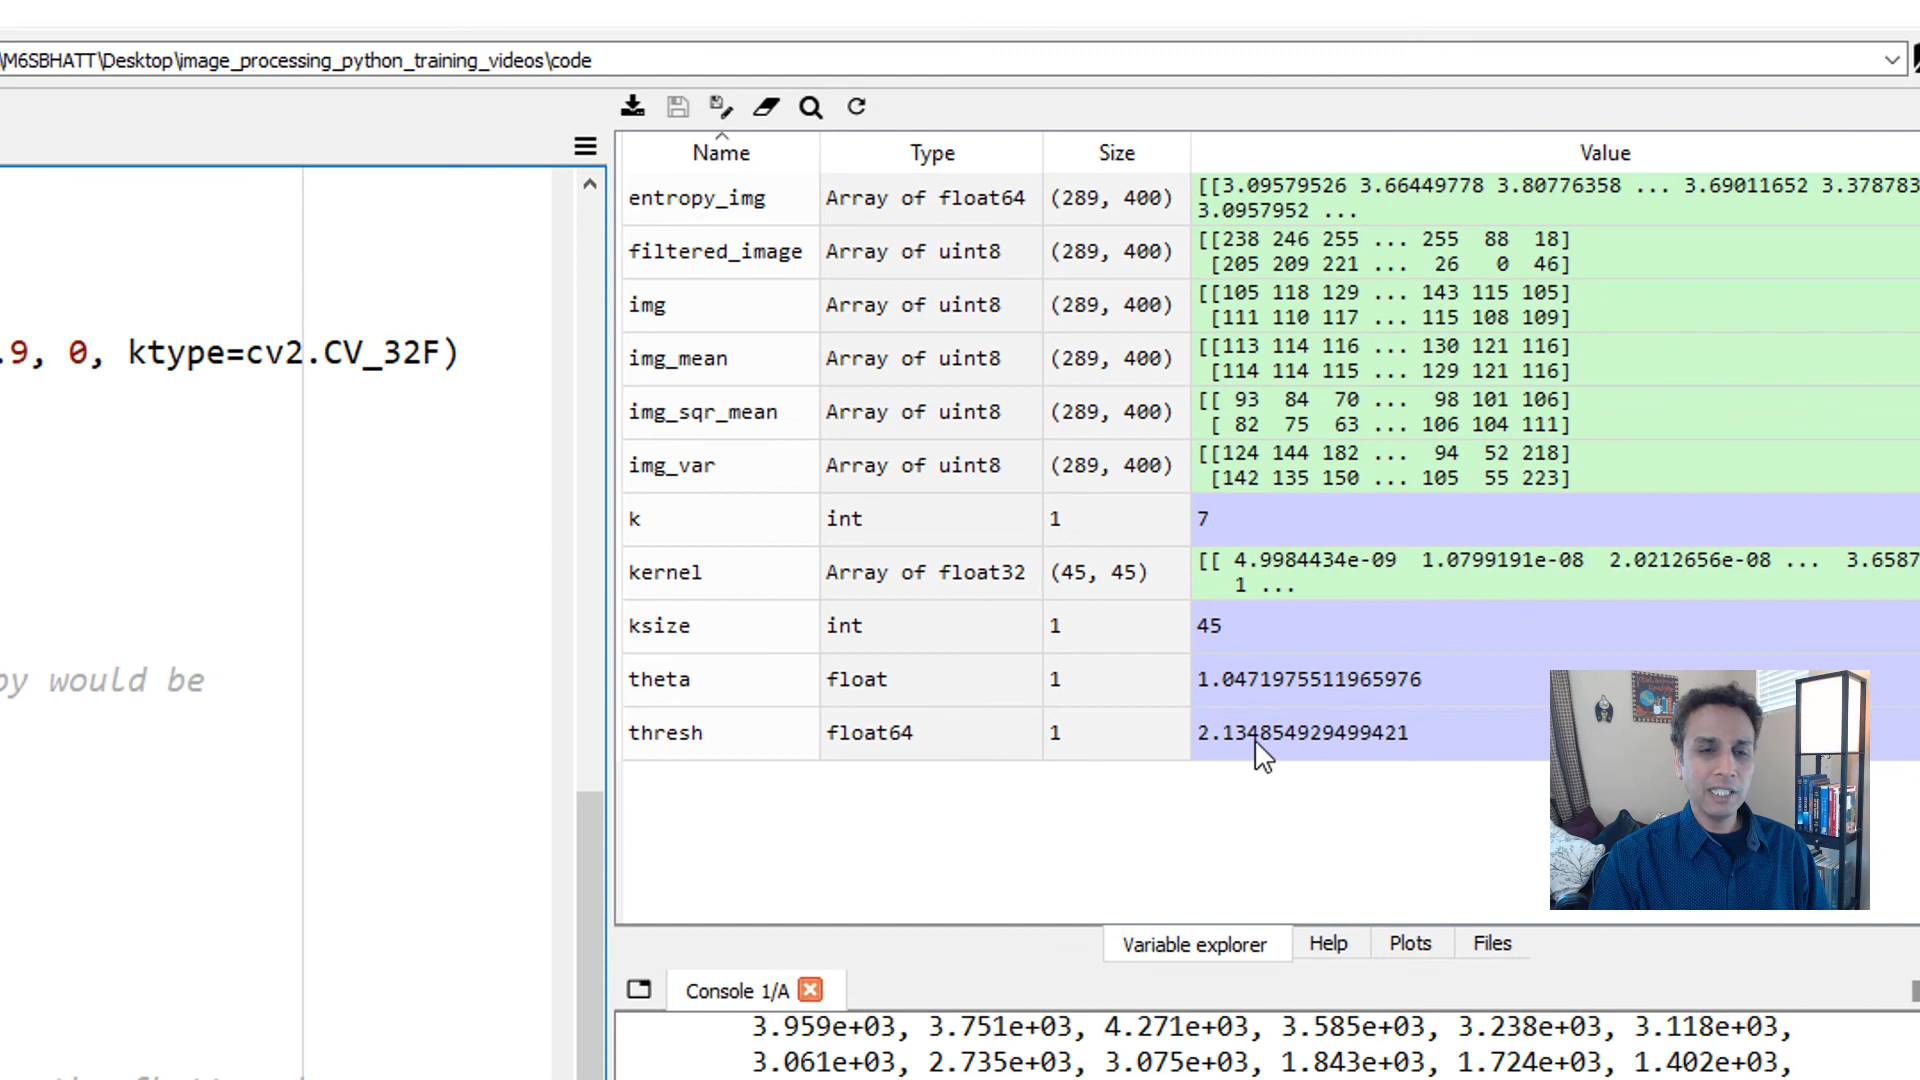 \M6SBHATT\Desktop\image_processing_python_training_videos\code
Name Type Size Value
entropy_img Array of float64 (289, 400) [[3.09579526 3.66449778 3.80776358 ... 3.69011652 3.378783
3.0957952 ...
filtered_image Array of uint8 (289, 400) [[238 246 255 ... 255 88 18]
[205 209 221 ... 26 0 46]
img Array of uint8 (289, 400) [[105 118 129 ... 143 115 105]
[111 110 117 ... 115 108 109]
img_mean Array of uint8 (289, 400) [[113 114 116 ... 130 121 116]
[114 114 115 ... 129 121 116]
img_sqr_mean Array of uint8 (289, 400) [[ 93 84 70 ... 98 101 106]
[ 82 75 63 ... 106 104 111]
img_var Array of uint8 (289, 400) [[124 144 182 ... 94 52 218]
[142 135 150 ... 105 55 223]
k int 1 7
kernel Array of float32 (45, 45) [[ 4.9984434e-09 1.0799191e-08 2.0212656e-08 ... 3.6587
1 ...
ksize int 1 45
theta float 1 1.0471975511965976
thresh float64 1 2.134854929499421
.9, 0, ktype=cv2.CV_32F)
py would be
Variable explorer Help Plots Files
Console 1/A
3.959e+03, 3.751e+03, 4.271e+03, 3.585e+03, 3.238e+03, 3.118e+03,
3.061e+03, 2.735e+03, 3.075e+03, 1.843e+03, 1.724e+03, 1.402e+03,